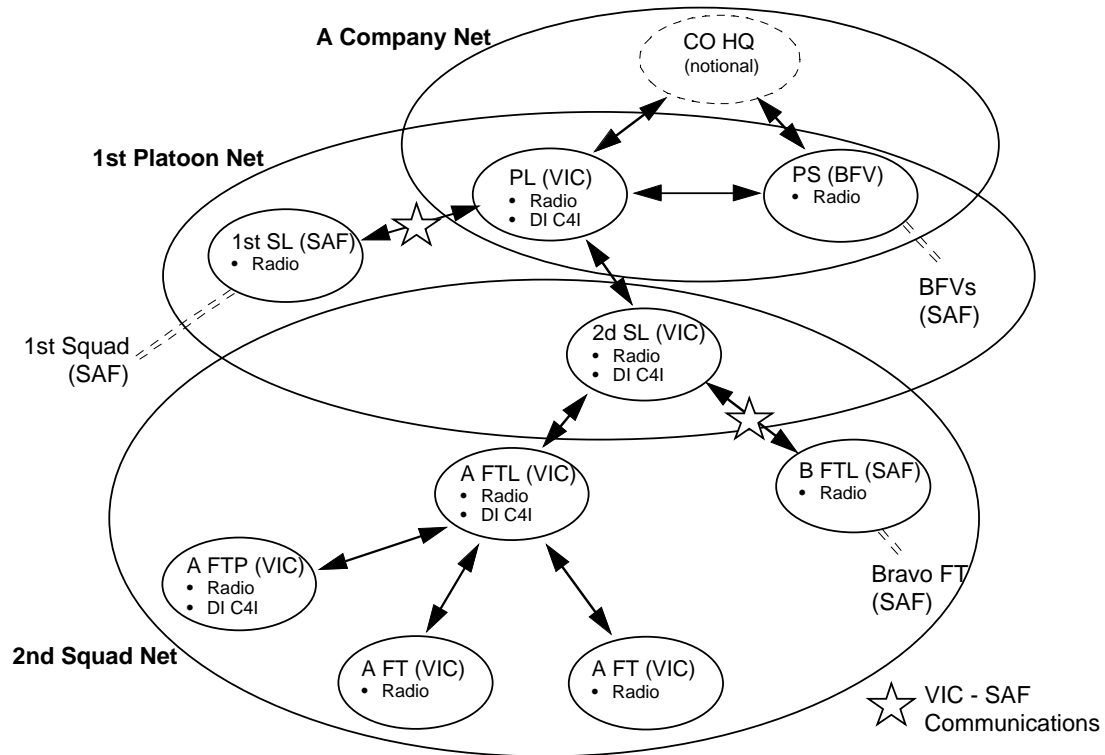 A Company Net
CO HQ
(notional)
1st Platoon Net
PL (VIC)
• Radio
• DI C4I
PS (BFV)
• Radio
1st SL (SAF)
• Radio
BFVs
(SAF)
1st Squad
(SAF)
2d SL (VIC)
• Radio
• DI C4I
A FTL (VIC)
• Radio
• DI C4I
B FTL (SAF)
• Radio
A FTP (VIC)
• Radio
• DI C4I
Bravo FT
(SAF)
2nd Squad Net
A FT (VIC)
• Radio
A FT (VIC)
• Radio
VIC - SAF
Communications